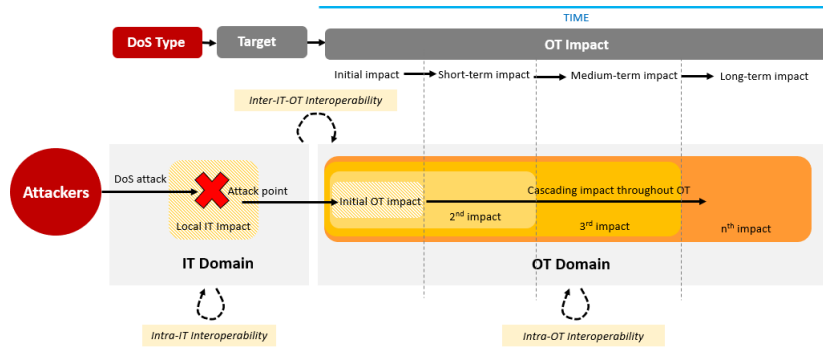 TIME
DoS Type
Target
OT Impact
Initial impact
Short-term impact
Medium-term impact
Long-term impact
Inter-IT-OT Interoperability
Attackers
DoS attack
Attack point
Local IT Impact
Initial OT impact
Cascading impact throughout OT
2nd impact
3rd impact
nth impact
IT Domain
OT Domain
Intra-IT Interoperability
Intra-OT Interoperability